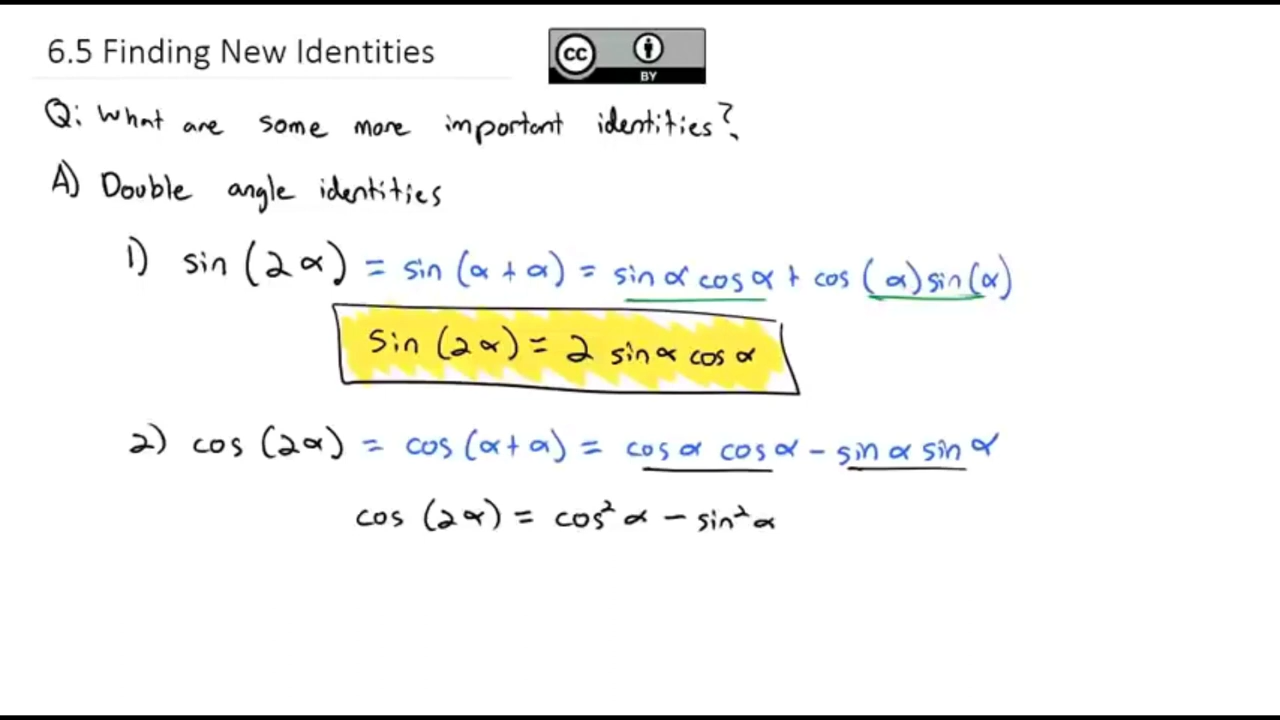 6.5 Finding New Identities
cc BY
Q: What are some more important identities?
A) Double angle identities
1) sin (2α) = sin (α + α) = sin α cos α + cos (α) sin (α)
sin (2α) = 2 sin α cos α
2) cos (2α) = cos (α + α) = cos α cos α - sin α sin α
cos (2α) = cos² α - sin² α